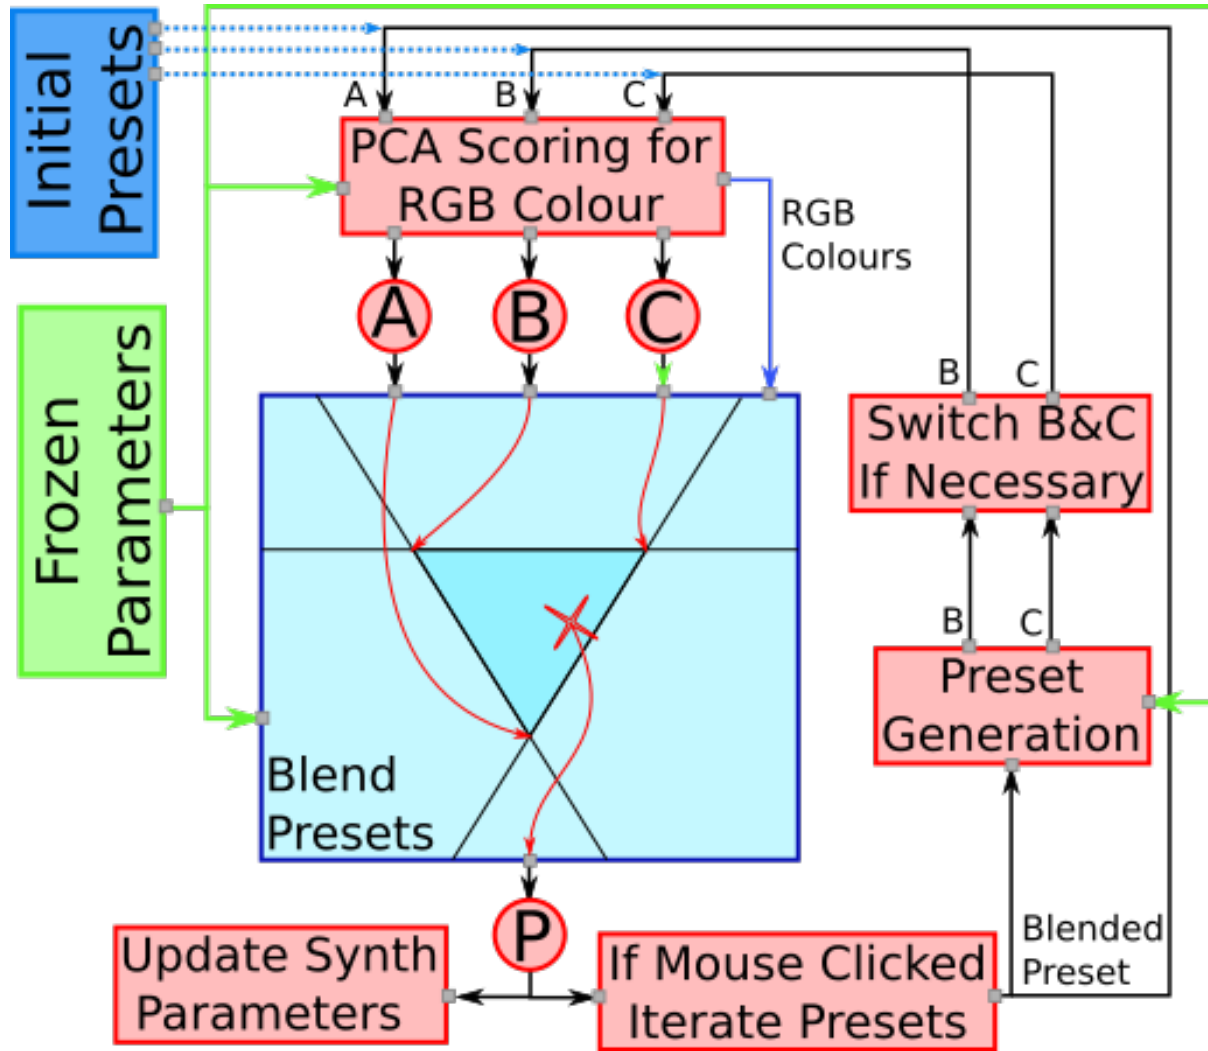 Initial
Presets
A
B
C
PCA Scoring for
RGB Colour
RGB
Colours
A
B
C
Frozen
Parameters
B
C
Switch B&C
If Necessary
B
C
Preset
Generation
Blend
Presets
P
Update Synth
Parameters
If Mouse Clicked
Iterate Presets
Blended
Preset